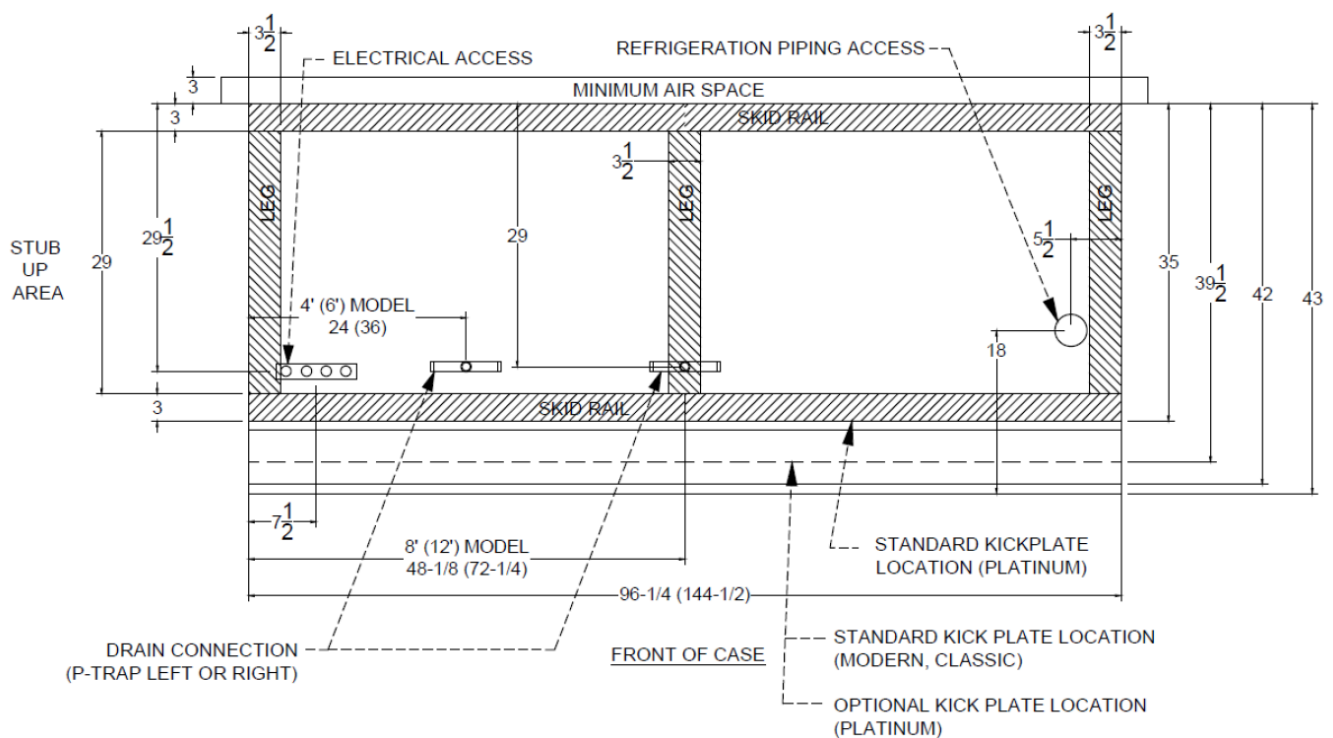 3 1/2
3 1/2
ELECTRICAL ACCESS
REFRIGERATION PIPING ACCESS
3
MINIMUM AIR SPACE
3
SKID RAIL
3 1/2
LEG
LEG
LEG
STUB
UP
AREA
29
29 1/2
29
5 1/2
35
39 1/2
42
43
4' (6') MODEL
24 (36)
18
3
SKID RAIL
7 1/2
8' (12') MODEL
48-1/8 (72-1/4)
STANDARD KICKPLATE
LOCATION (PLATINUM)
96-1/4 (144-1/2)
DRAIN CONNECTION
(P-TRAP LEFT OR RIGHT)
FRONT OF CASE
STANDARD KICK PLATE LOCATION
(MODERN, CLASSIC)
OPTIONAL KICK PLATE LOCATION
(PLATINUM)